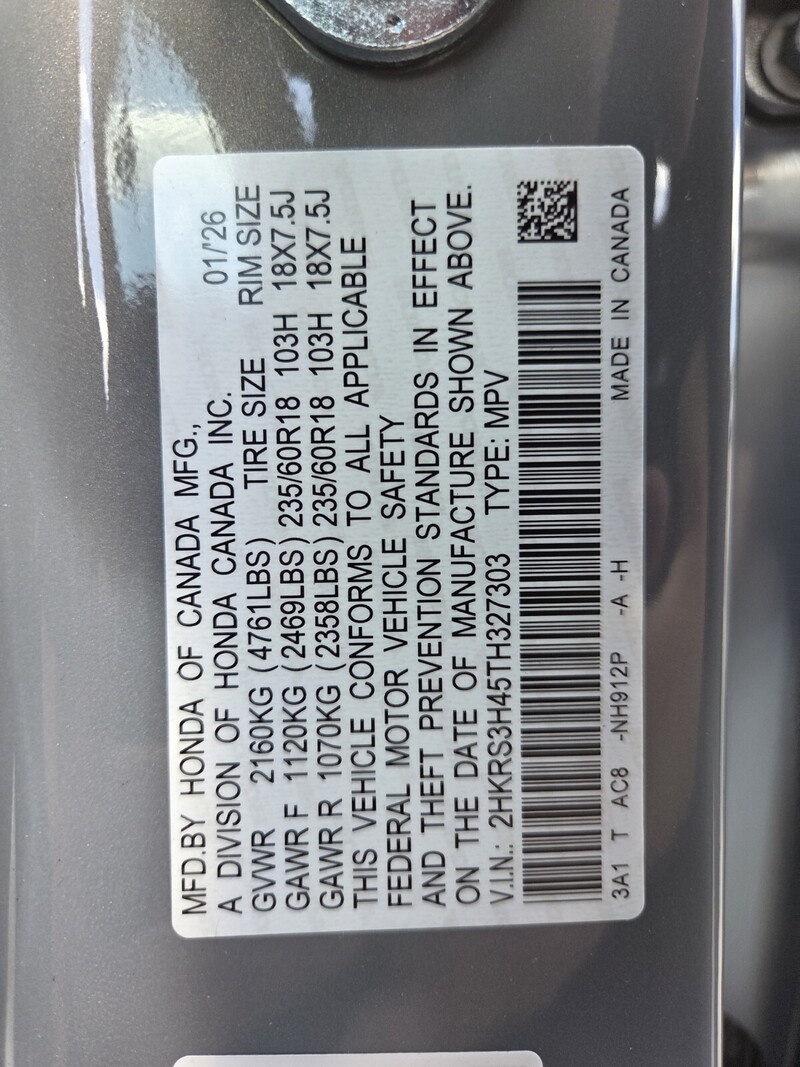 MFD.BY HONDA OF CANADA MFG.,
A DIVISION OF HONDA CANADA INC. 01/'26
GVWR 2160KG (4761LBS) TIRE SIZE RIM SIZE
GAWR F 1120KG (2469LBS) 235/60R18 103H 18X7.5J
GAWR R 1070KG (2358LBS) 235/60R18 103H 18X7.5J
THIS VEHICLE CONFORMS TO ALL APPLICABLE
FEDERAL MOTOR VEHICLE SAFETY
AND THEFT PREVENTION STANDARDS IN EFFECT
ON THE DATE OF MANUFACTURE SHOWN ABOVE.
V.I.N.: 2HKRS3H45TH327303 TYPE: MPV
3A1 T AC8 -NH912P -A -H MADE IN CANADA